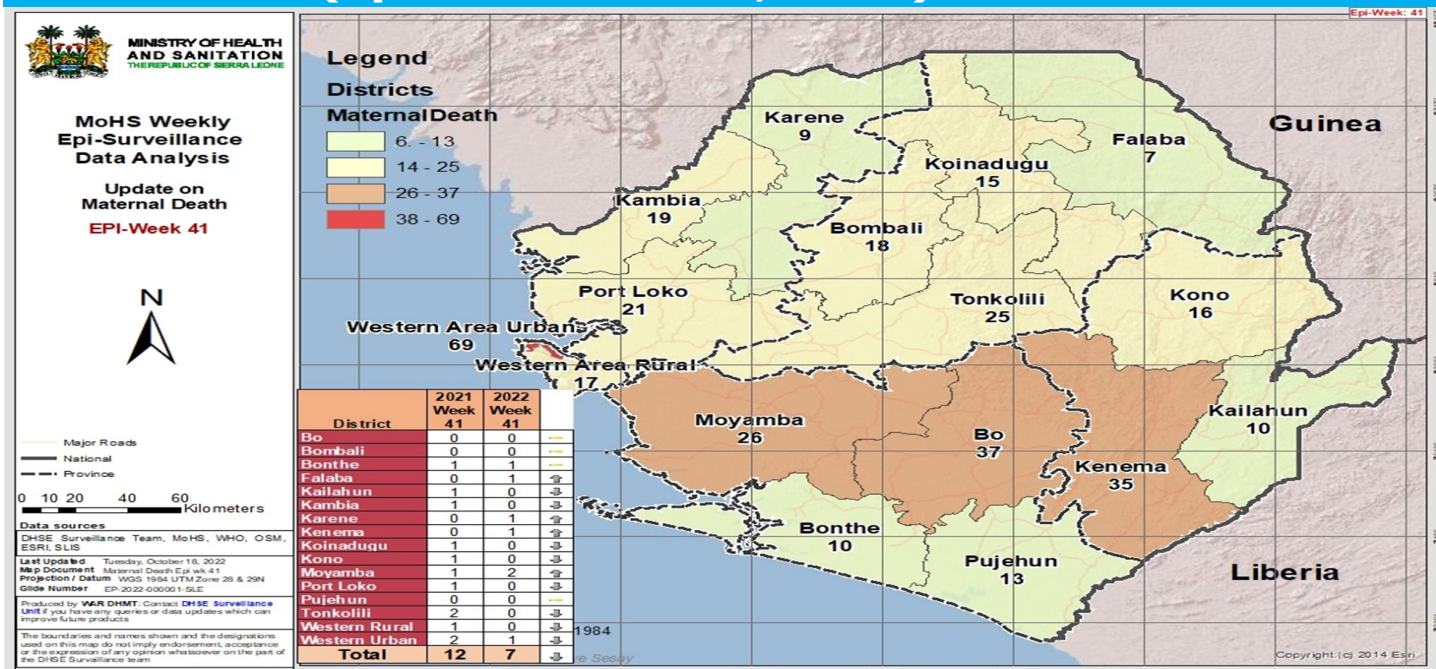 Epi-Week: 41
MINISTRY OF HEALTH
AND SANITATION
THE REPUBLIC OF SIERRA LEONE
MoHS Weekly
Epi-Surveillance
Data Analysis
Update on
Maternal Death
EPI-Week 41
N
Major Roads
National
Province
0 10 20 40 60
Kilometers
Data sources
DHSE Surveillance Team, MoHS, WHO, OSM,
ESRI, SLIS
Last Updated Tuesday, October 18, 2022
Map Document Maternal Death Epi wk 41
Projection / Datum WGS 1984 UTM Zone 28 & 29N
Glide Number EP-2022-000001-SLE
Produced by WAR DHMT: Contact DHSE Surveillance
Unit if you have any queries or data updates which can
improve future products
The boundaries and names shown and the designations
used on this map do not imply endorsement, acceptance
or the expression of any opinion whatsoever on the part of
the DHSE Survaillance team
Legend
Districts
Maternal Death
6. - 13
14 - 25
26 - 37
38 - 69
Guinea
Karene
9
Falaba
7
Koinadugu
15
Kambia
19
Bombali
18
Port Loko
21
Tonkolili
25
Kono
16
Western Area Urban
69
Western Area Rural
17
Moyamba
26
Bo
37
Kenema
35
Kailahun
10
Bonthe
10
Pujehun
13
Liberia
District 2021 Week 41 2022 Week 41
Bo 0 0
Bombali 0 0
Bonthe 1 1
Falaba 0 1
Kailahun 1 0
Kambia 1 0
Karene 0 1
Kenema 0 1
Koinadugu 1 0
Kono 1 0
Moyamba 1 2
Port Loko 1 0
Pujehun 0 0
Tonkolili 2 0
Western Rural 1 0
Western Urban 2 1
Total 12 7
1984
Sesay
Copyright:(c) 2014 Esri